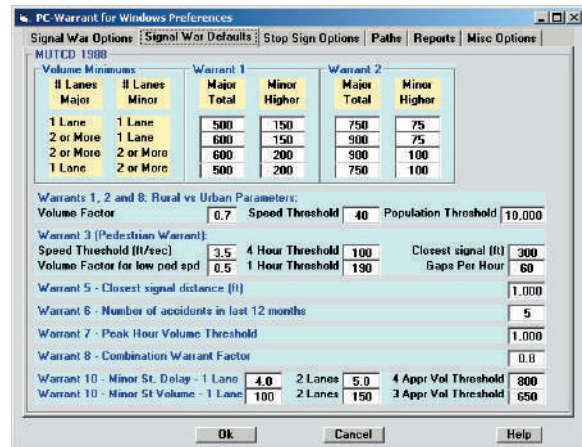 PC-Warrant for Windows Preferences
Signal War Options Signal War Defaults Stop Sign Options Paths Reports Misc Options
MUTCD 1988
Volume Minimums Warrant 1 Warrant 2
# Lanes # Lanes Major Minor Major Minor
Major Minor Total Higher Total Higher
1 Lane 1 Lane 500 150 750 75
2 or More 1 Lane 600 150 900 75
2 or More 2 or More 600 200 900 100
1 Lane 2 or More 500 200 750 100
Warrants 1, 2 and 8: Rural vs Urban Parameters:
Volume Factor 0.7 Speed Threshold 40 Population Threshold 10,000
Warrant 3 (Pedestrian Warrant):
Speed Threshold (ft/sec) 3.5 4 Hour Threshold 100 Closest signal (ft) 300
Volume Factor for low ped spd 0.5 1 Hour Threshold 190 Gaps Per Hour 60
Warrant 5 - Closest signal distance (ft) 1,000
Warrant 6 - Number of accidents in last 12 months 5
Warrant 7 - Peak Hour Volume Threshold 1,000
Warrant 8 - Combination Warrant Factor 0.8
Warrant 10 - Minor St. Delay - 1 Lane 4.0 2 Lanes 5.0 4 Appr Vol Threshold 800
Warrant 10 - Minor St Volume - 1 Lane 100 2 Lanes 150 3 Appr Vol Threshold 650
Ok Cancel Help